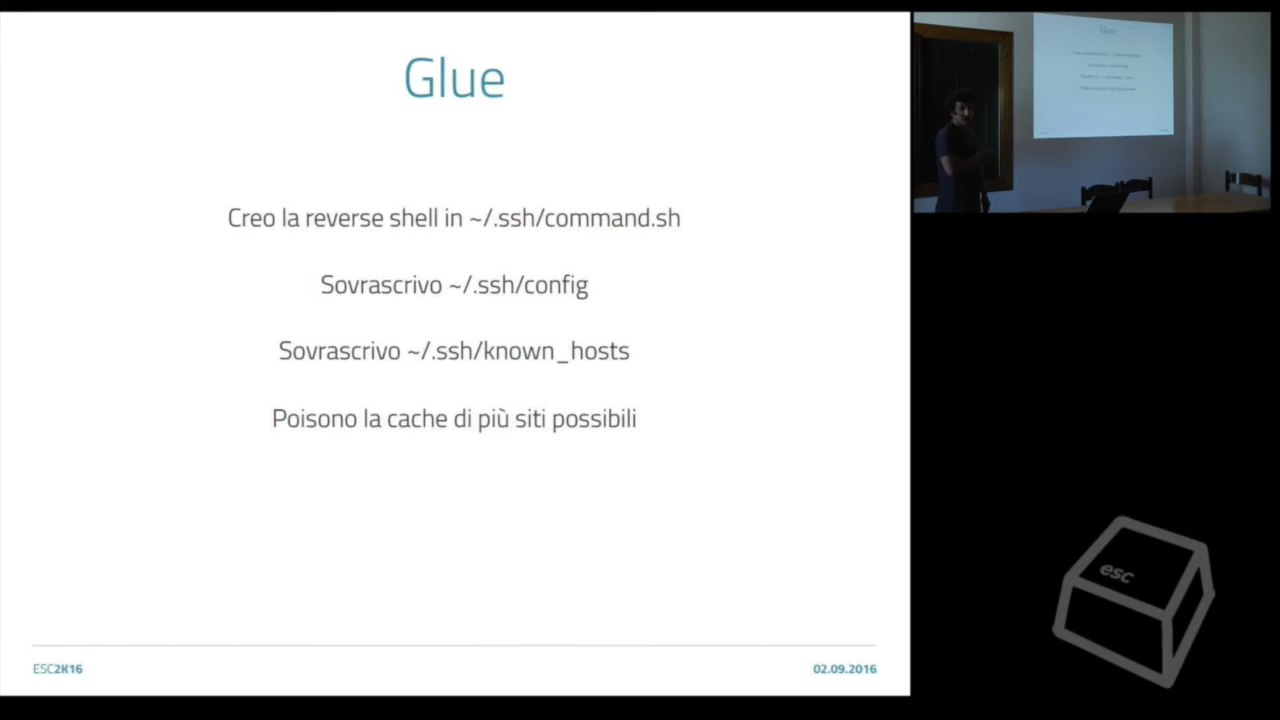 Glue
Creo la reverse shell in ~/.ssh/command.sh
Sovrascrivo ~/.ssh/config
Sovrascrivo ~/.ssh/known_hosts
Poisono la cache di più siti possibili
ESC2K16
02.09.2016
Glue
esc